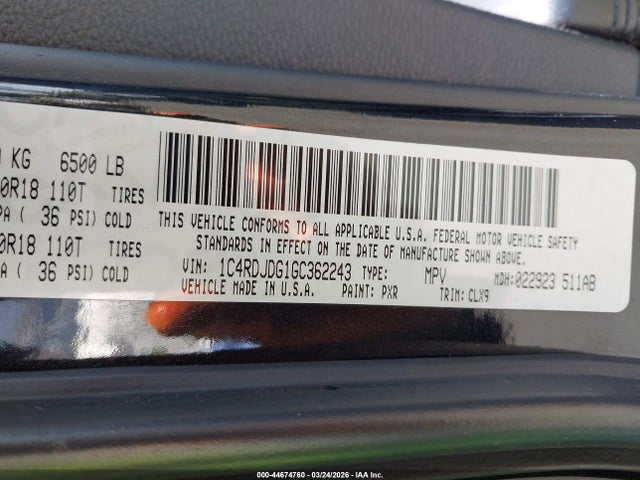 KG 6500 LB
0R18 110T TIRES
PA ( 36 PSI) COLD
0R18 110T TIRES
A ( 36 PSI) COLD
THIS VEHICLE CONFORMS TO ALL APPLICABLE U.S.A. FEDERAL MOTOR VEHICLE SAFETY
STANDARDS IN EFFECT ON THE DATE OF MANUFACTURE SHOWN ABOVE.
VIN: 1C4RDJDG1GC362243 TYPE: MPV MDH:022923 511AB
VEHICLE MADE IN U.S.A. PAINT: PXR TRIM: CLX9
000-44674760 - 03/24/2026 - IAA Inc.